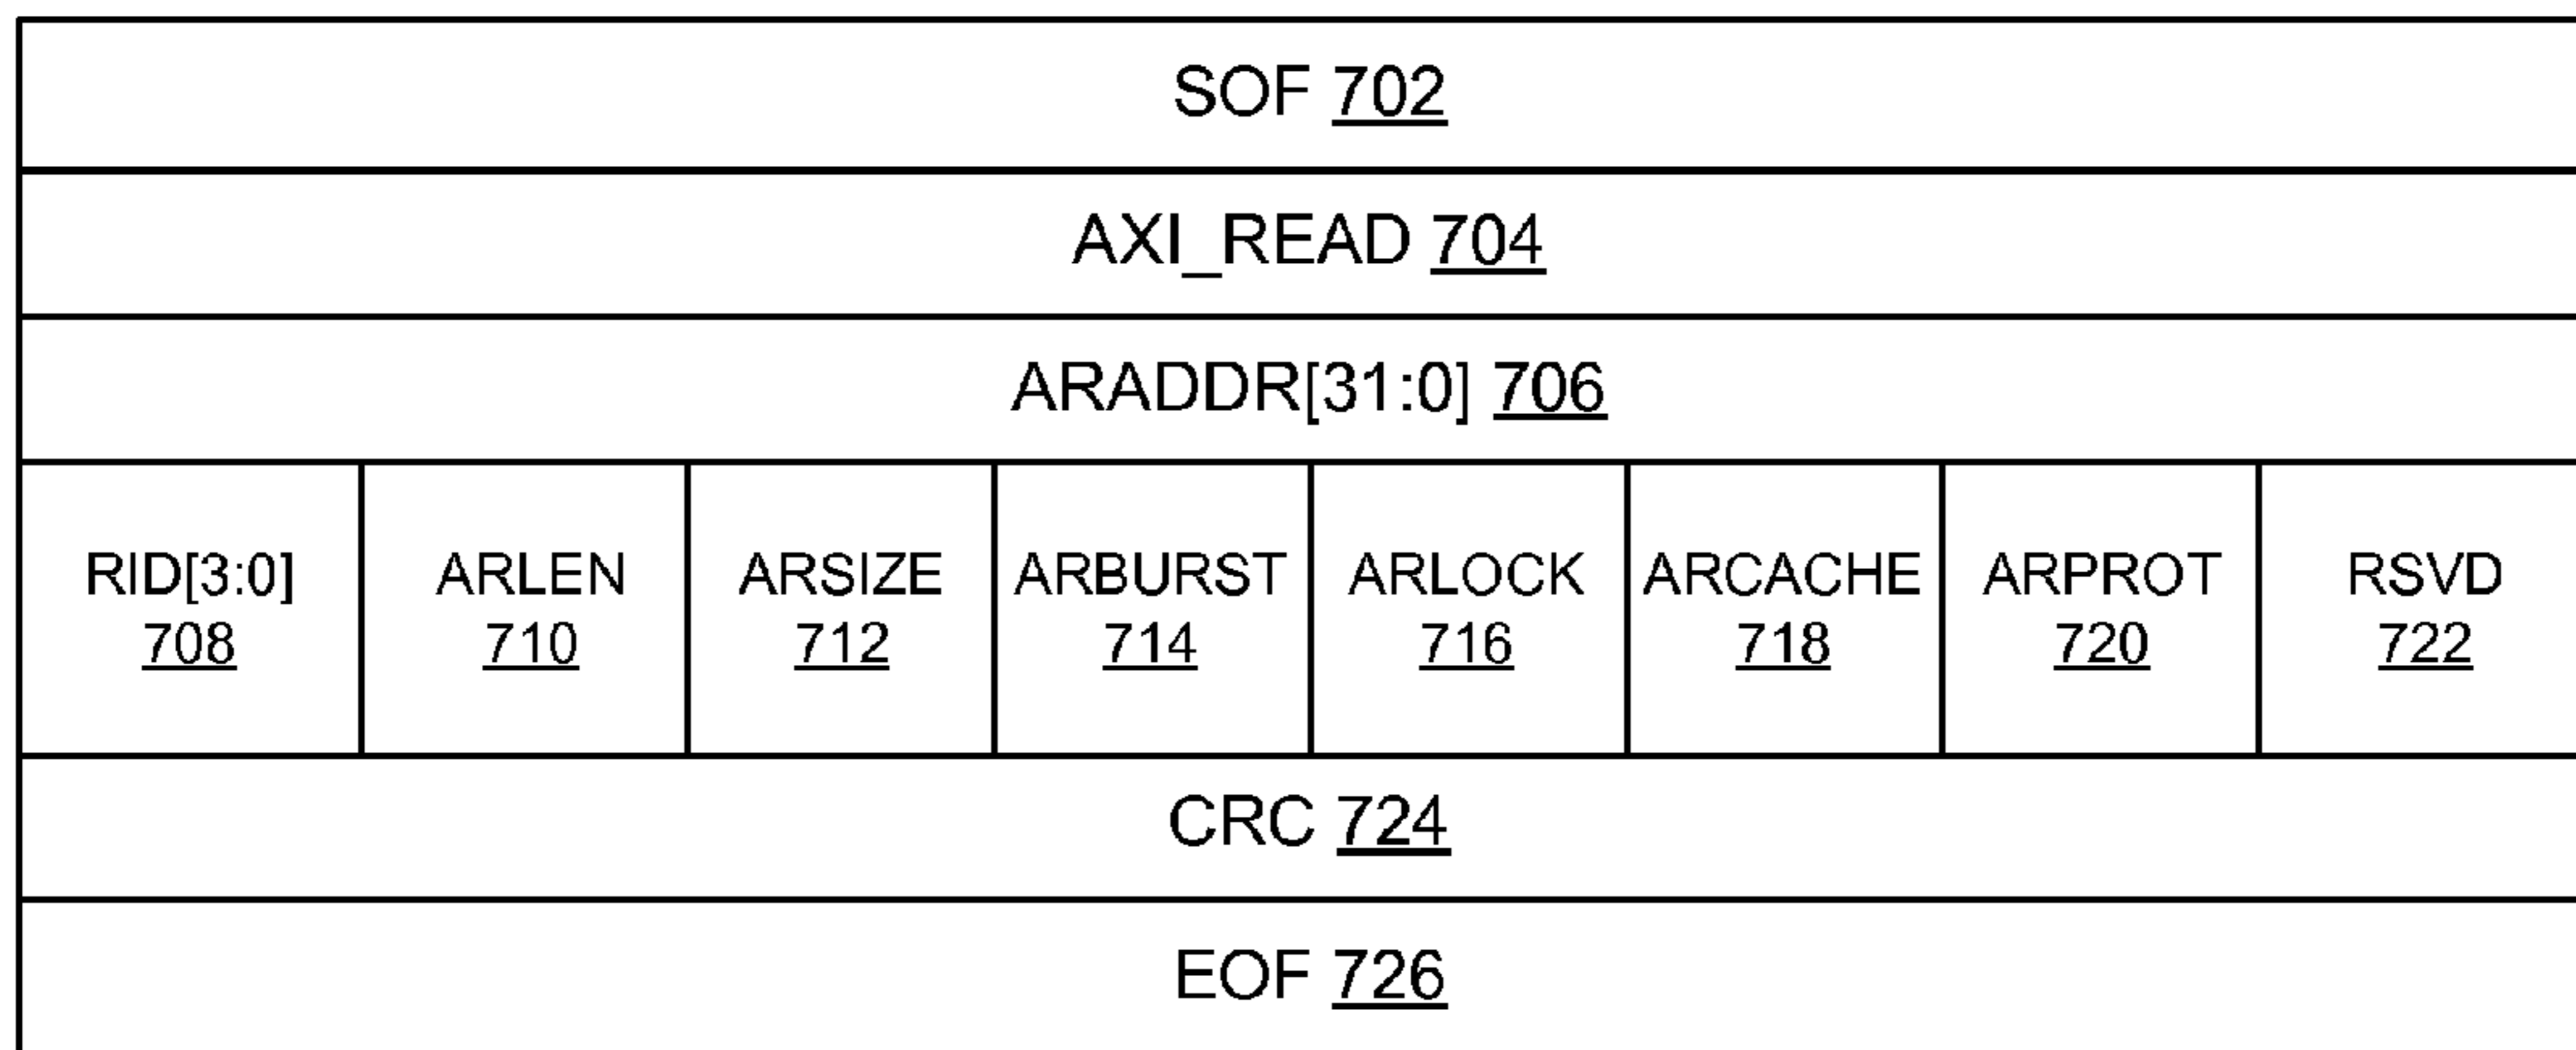 SOF 702
AXI_READ 704
ARADDR[31:0] 706
RID[3:0] ARLEN ARSIZE ARBURST ARLOCK ARCACHE ARPROT RSVD
708 710 712 714 716 718 720 722
CRC 724
EOF 726